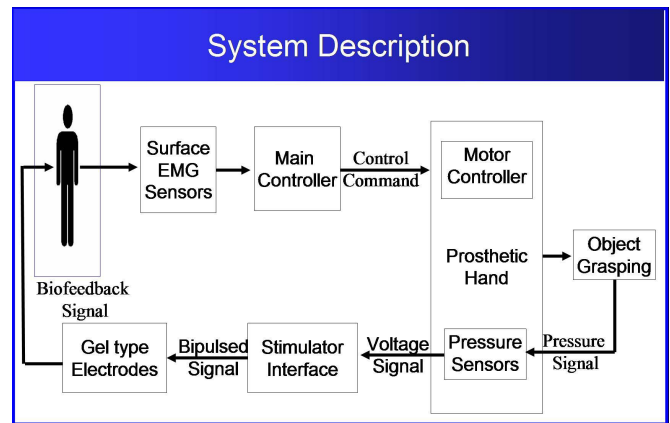 System Description
Surface
EMG
Sensors
Main
Controller
Control
Command
Motor
Controller
Prosthetic
Hand
Object
Grasping
Biofeedback
Signal
Gel type
Electrodes
Bipulsed
Signal
Stimulator
Interface
Voltage
Signal
Pressure
Sensors
Pressure
Signal